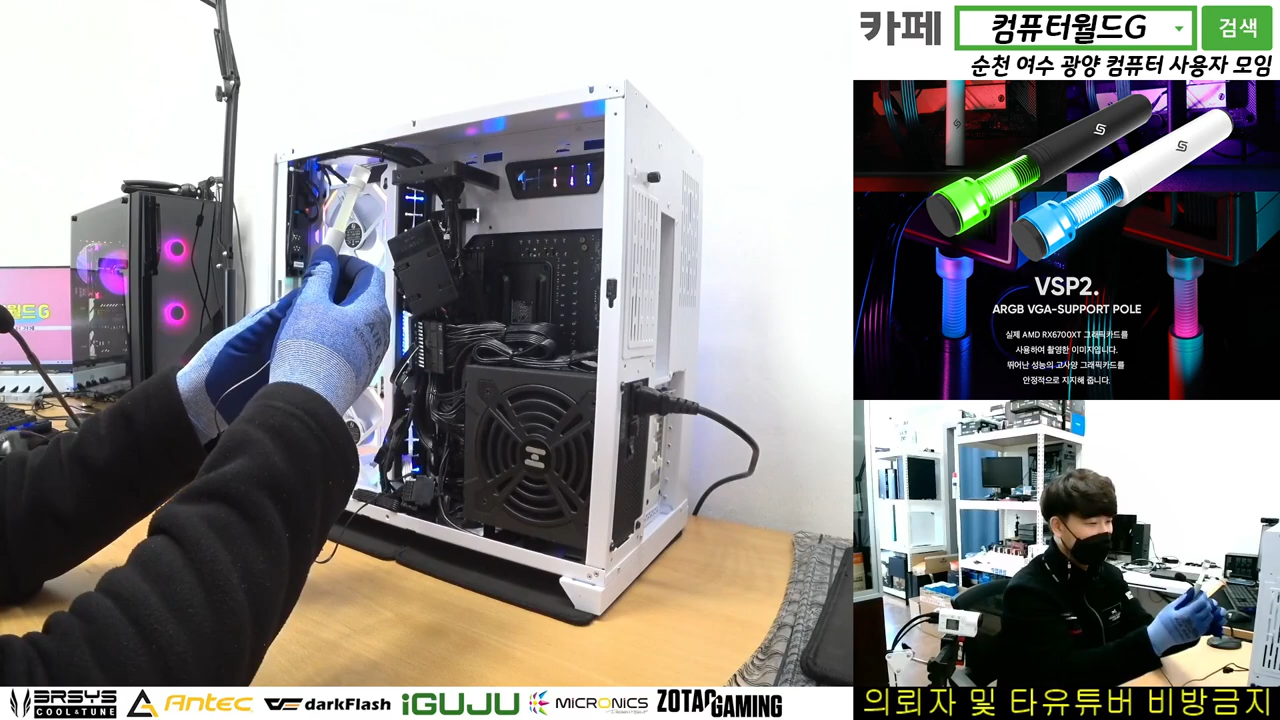 카페 컴퓨터월드G 검색
순천 여수 광양 컴퓨터 사용자 모임
VSP2.
ARGB VGA-SUPPORT POLE
실제 AMD RX6700XT 그래픽카드를
사용하여 촬영한 이미지입니다.
뛰어난 성능의 고사양 그래픽카드를
안정적으로 지지해 줍니다.
월드G
3RSYS
COOL & TUNE
Antec
darkFlash
iGUJU
MICRONICS
ZOTAC GAMING
의뢰자 및 타유튜버 비방금지